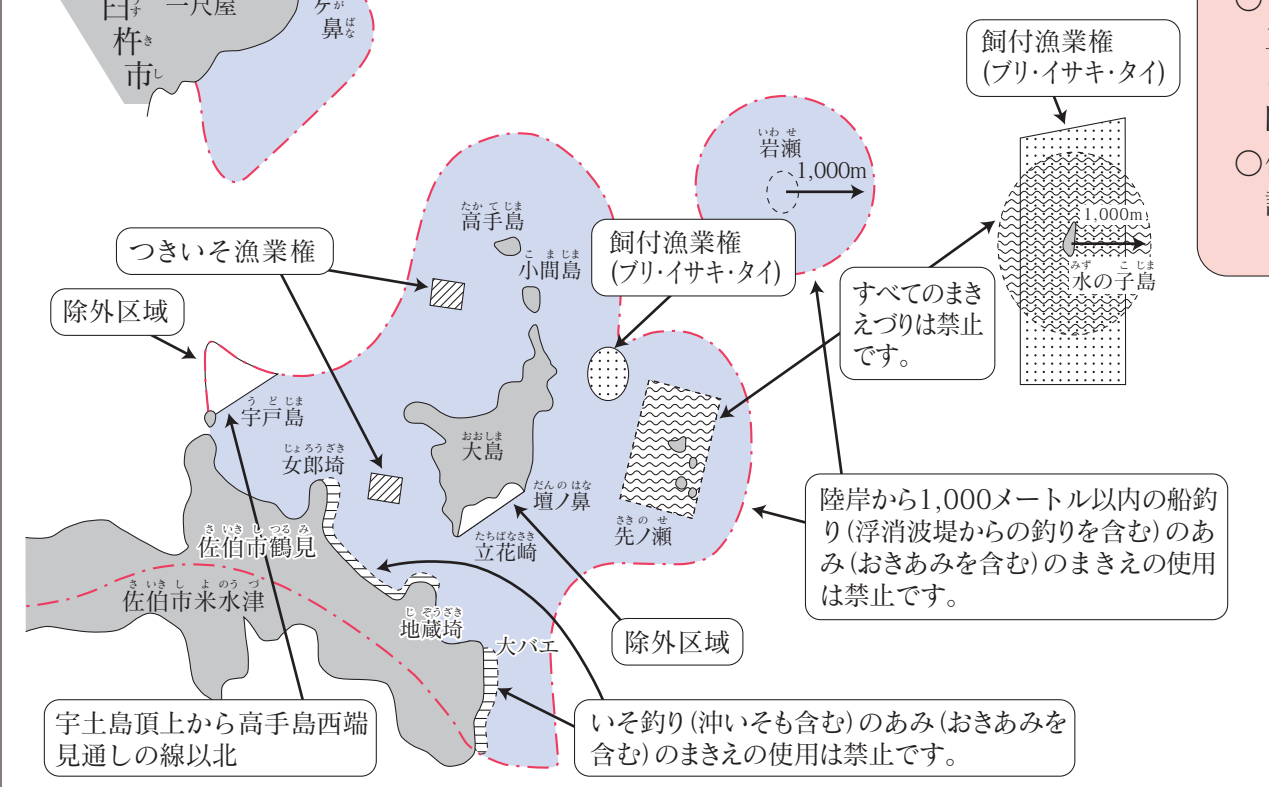 臼杵市
一尺屋
ケ鼻
飼付漁業権
(ブリ・イサキ・タイ)
岩瀬
1,000m
高手島
つきいそ漁業権
飼付漁業権
(ブリ・イサキ・タイ)
小間島
1,000m
水の子島
すべてのまき
えづりは禁止
です。
除外区域
宇戸島
大島
女郎埼
壇ノ鼻
先ノ瀬
立花崎
陸岸から1,000メートル以内の船釣
り(浮消波堤からの釣りを含む)のあ
み(おきあみを含む)のまきえの使用
は禁止です。
佐伯市鶴見
佐伯市米水津
地蔵埼
大バエ
除外区域
宇土島頂上から高手島西端
見通しの線以北
いそ釣り(沖いそも含む)のあみ(おきあみを
含む)のまきえの使用は禁止です。